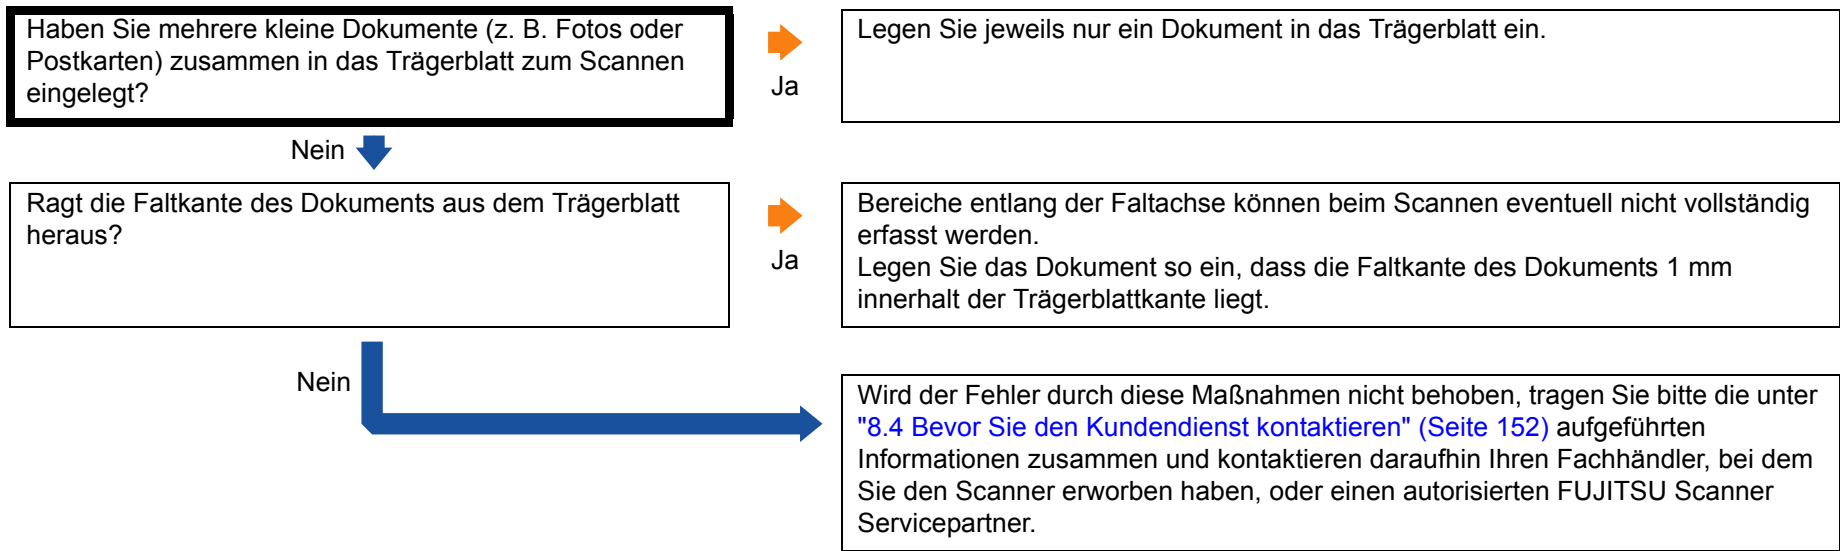 Haben Sie mehrere kleine Dokumente (z. B. Fotos oder
Postkarten) zusammen in das Trägerblatt zum Scannen
eingelegt?
Ja
Legen Sie jeweils nur ein Dokument in das Trägerblatt ein.
Nein
Ragt die Faltkante des Dokuments aus dem Trägerblatt
heraus?
Ja
Bereiche entlang der Faltachse können beim Scannen eventuell nicht vollständig
erfasst werden.
Legen Sie das Dokument so ein, dass die Faltkante des Dokuments 1 mm
innerhalt der Trägerblattkante liegt.
Nein
Wird der Fehler durch diese Maßnahmen nicht behoben, tragen Sie bitte die unter
"8.4 Bevor Sie den Kundendienst kontaktieren" (Seite 152) aufgeführten
Informationen zusammen und kontaktieren daraufhin Ihren Fachhändler, bei dem
Sie den Scanner erworben haben, oder einen autorisierten FUJITSU Scanner
Servicepartner.